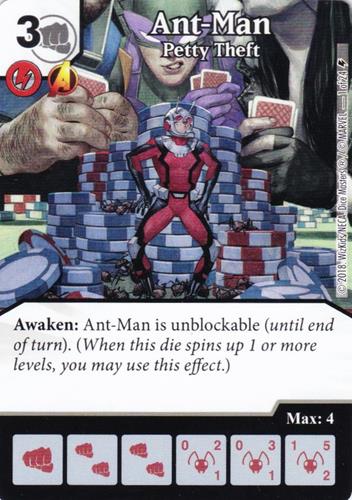 3
Ant-Man
Petty Theft
© 2018 WizKids/NECA. Dice Masters ® / © MARVEL 1 of 24
Awaken: Ant-Man is unblockable (until end
of turn). (When this die spins up 1 or more
levels, you may use this effect.)
Max: 4
0 2
1
0 3
1
1 5
2